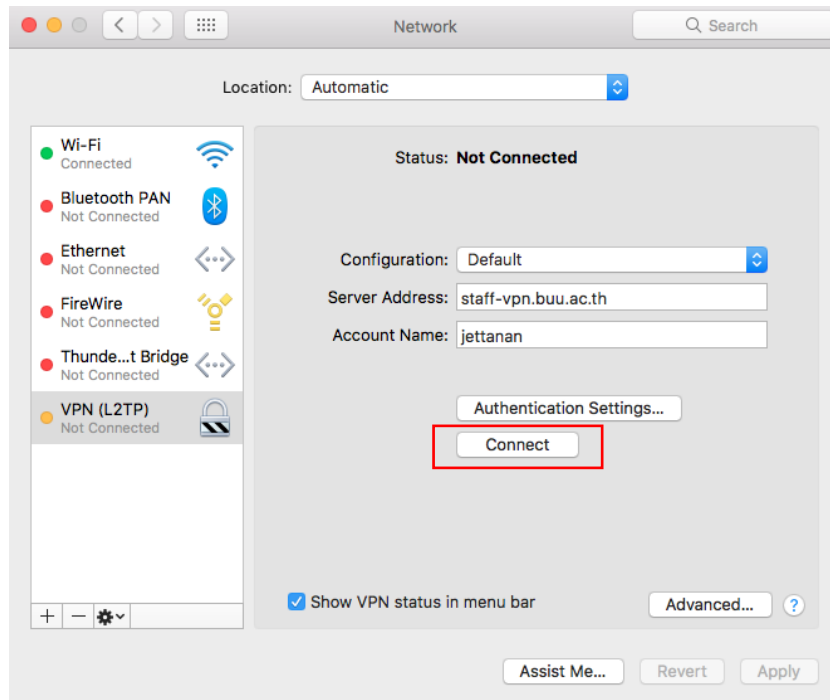 Network
Search
Location: Automatic
Wi-Fi
Connected
Bluetooth PAN
Not Connected
Ethernet
Not Connected
FireWire
Not Connected
Thunde...t Bridge
Not Connected
VPN (L2TP)
Not Connected
Status: Not Connected
Configuration: Default
Server Address: staff-vpn.buu.ac.th
Account Name: jettanan
Authentication Settings...
Connect
Show VPN status in menu bar
Advanced...
?
Assist Me...
Revert
Apply